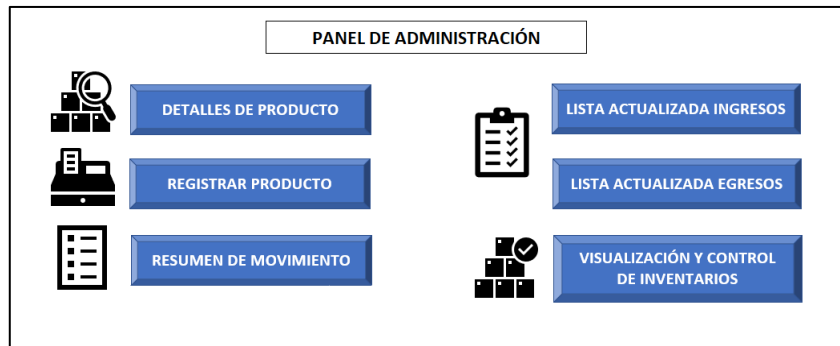 PANEL DE ADMINISTRACIÓN
DETALLES DE PRODUCTO
REGISTRAR PRODUCTO
RESUMEN DE MOVIMIENTO
LISTA ACTUALIZADA INGRESOS
LISTA ACTUALIZADA EGRESOS
VISUALIZACIÓN Y CONTROL
DE INVENTARIOS